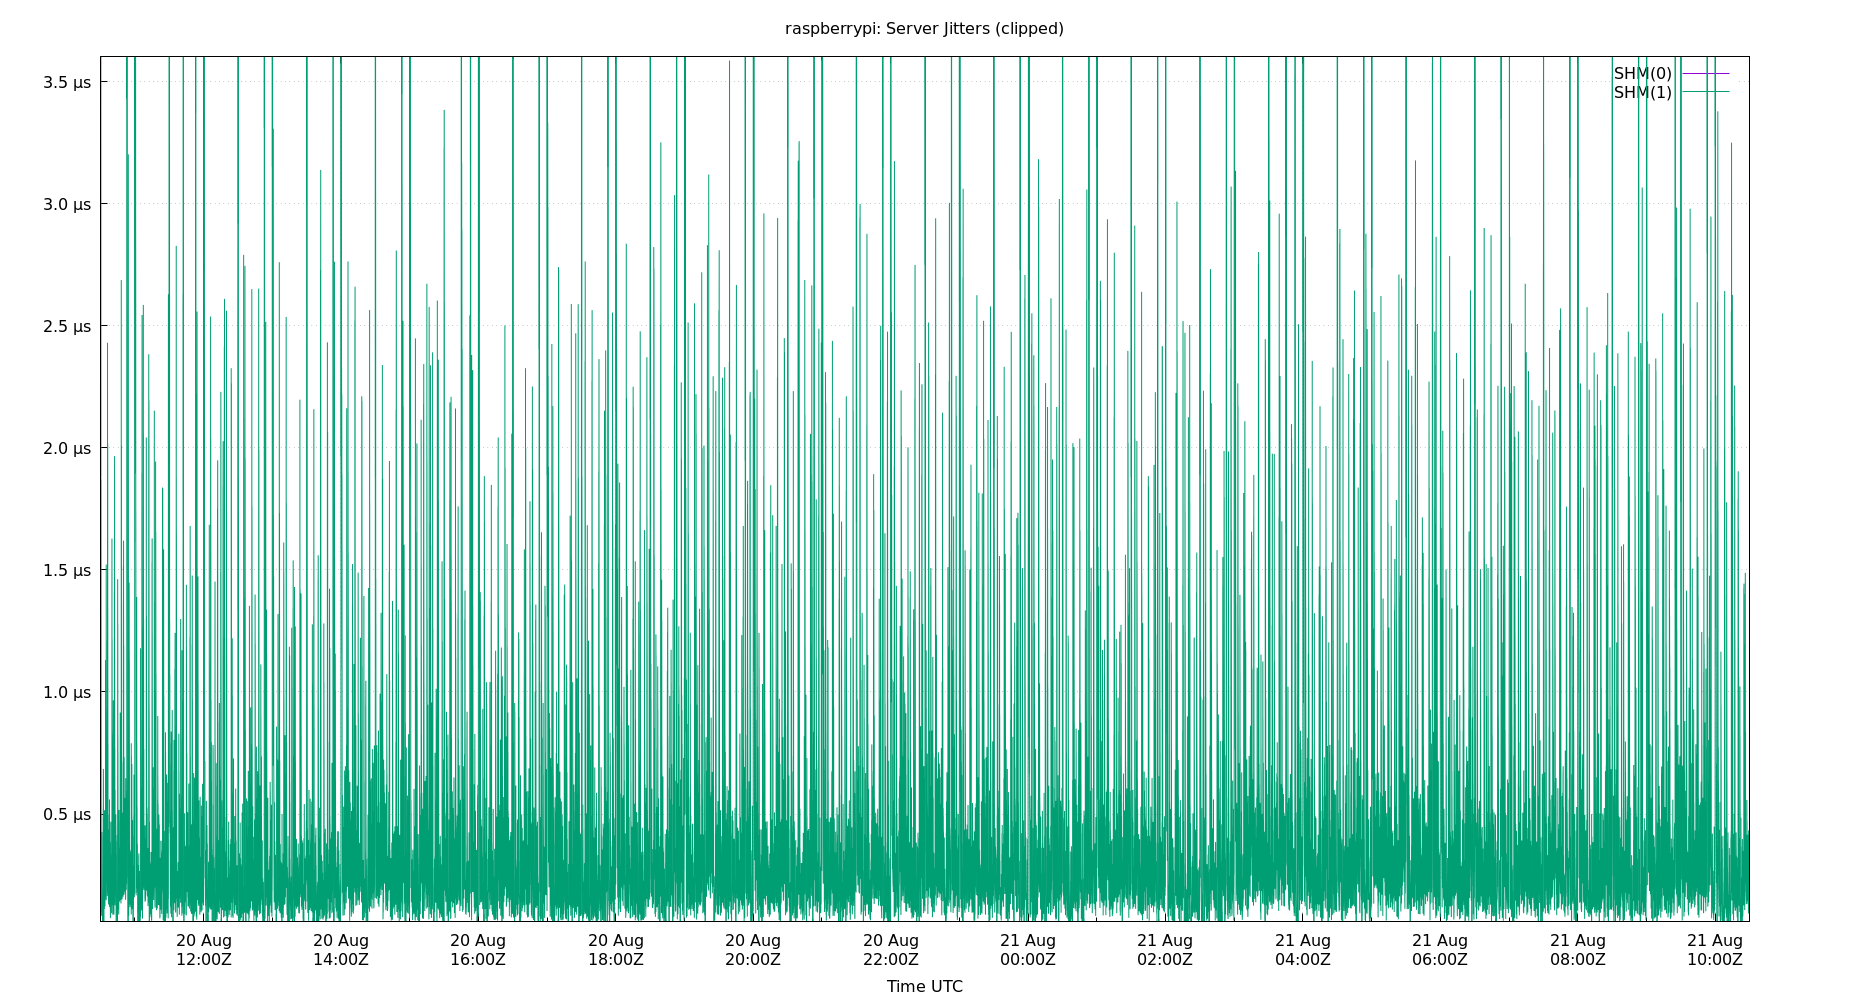 raspberrypi: Server Jitters (clipped)
SHM(0)
SHM(1)
3.5 µs
3.0 µs
2.5 µs
2.0 µs
1.5 µs
1.0 µs
0.5 µs
20 Aug 20 Aug 20 Aug 20 Aug 20 Aug 20 Aug 21 Aug 21 Aug 21 Aug 21 Aug 21 Aug 21 Aug
12:00Z 14:00Z 16:00Z 18:00Z 20:00Z 22:00Z 00:00Z 02:00Z 04:00Z 06:00Z 08:00Z 10:00Z
Time UTC